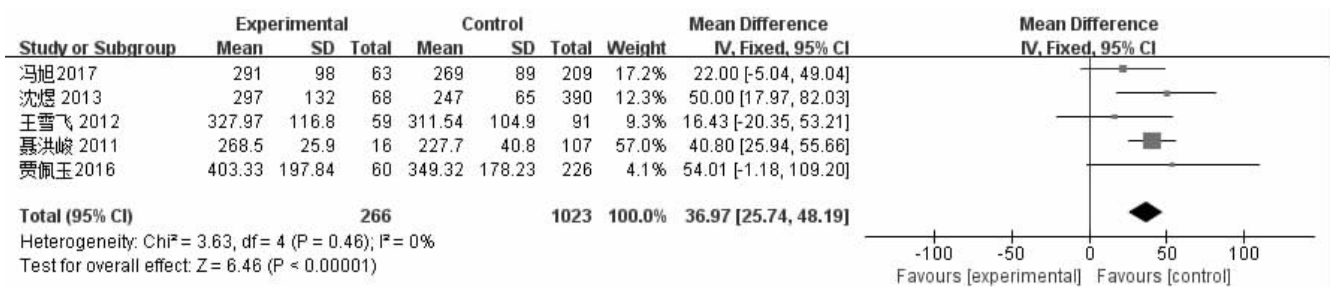 Experimental Control Mean Difference Mean Difference
Study or Subgroup Mean SD Total Mean SD Total Weight IV, Fixed, 95% CI IV, Fixed, 95% CI
冯旭2017 291 98 63 269 89 209 17.2% 22.00 [-5.04, 49.04]
沈煜 2013 297 132 68 247 65 390 12.3% 50.00 [17.97, 82.03]
王雪飞 2012 327.97 116.8 59 311.54 104.9 91 9.3% 16.43 [-20.35, 53.21]
聂洪峻 2011 268.5 25.9 16 227.7 40.8 107 57.0% 40.80 [25.94, 55.66]
贾佩玉2016 403.33 197.84 60 349.32 178.23 226 4.1% 54.01 [-1.18, 109.20]
Total (95% CI) 266 1023 100.0% 36.97 [25.74, 48.19]
Heterogeneity: Chi² = 3.63, df = 4 (P = 0.46); I² = 0%
Test for overall effect: Z = 6.46 (P < 0.00001)
-100 -50 0 50 100
Favours [experimental] Favours [control]